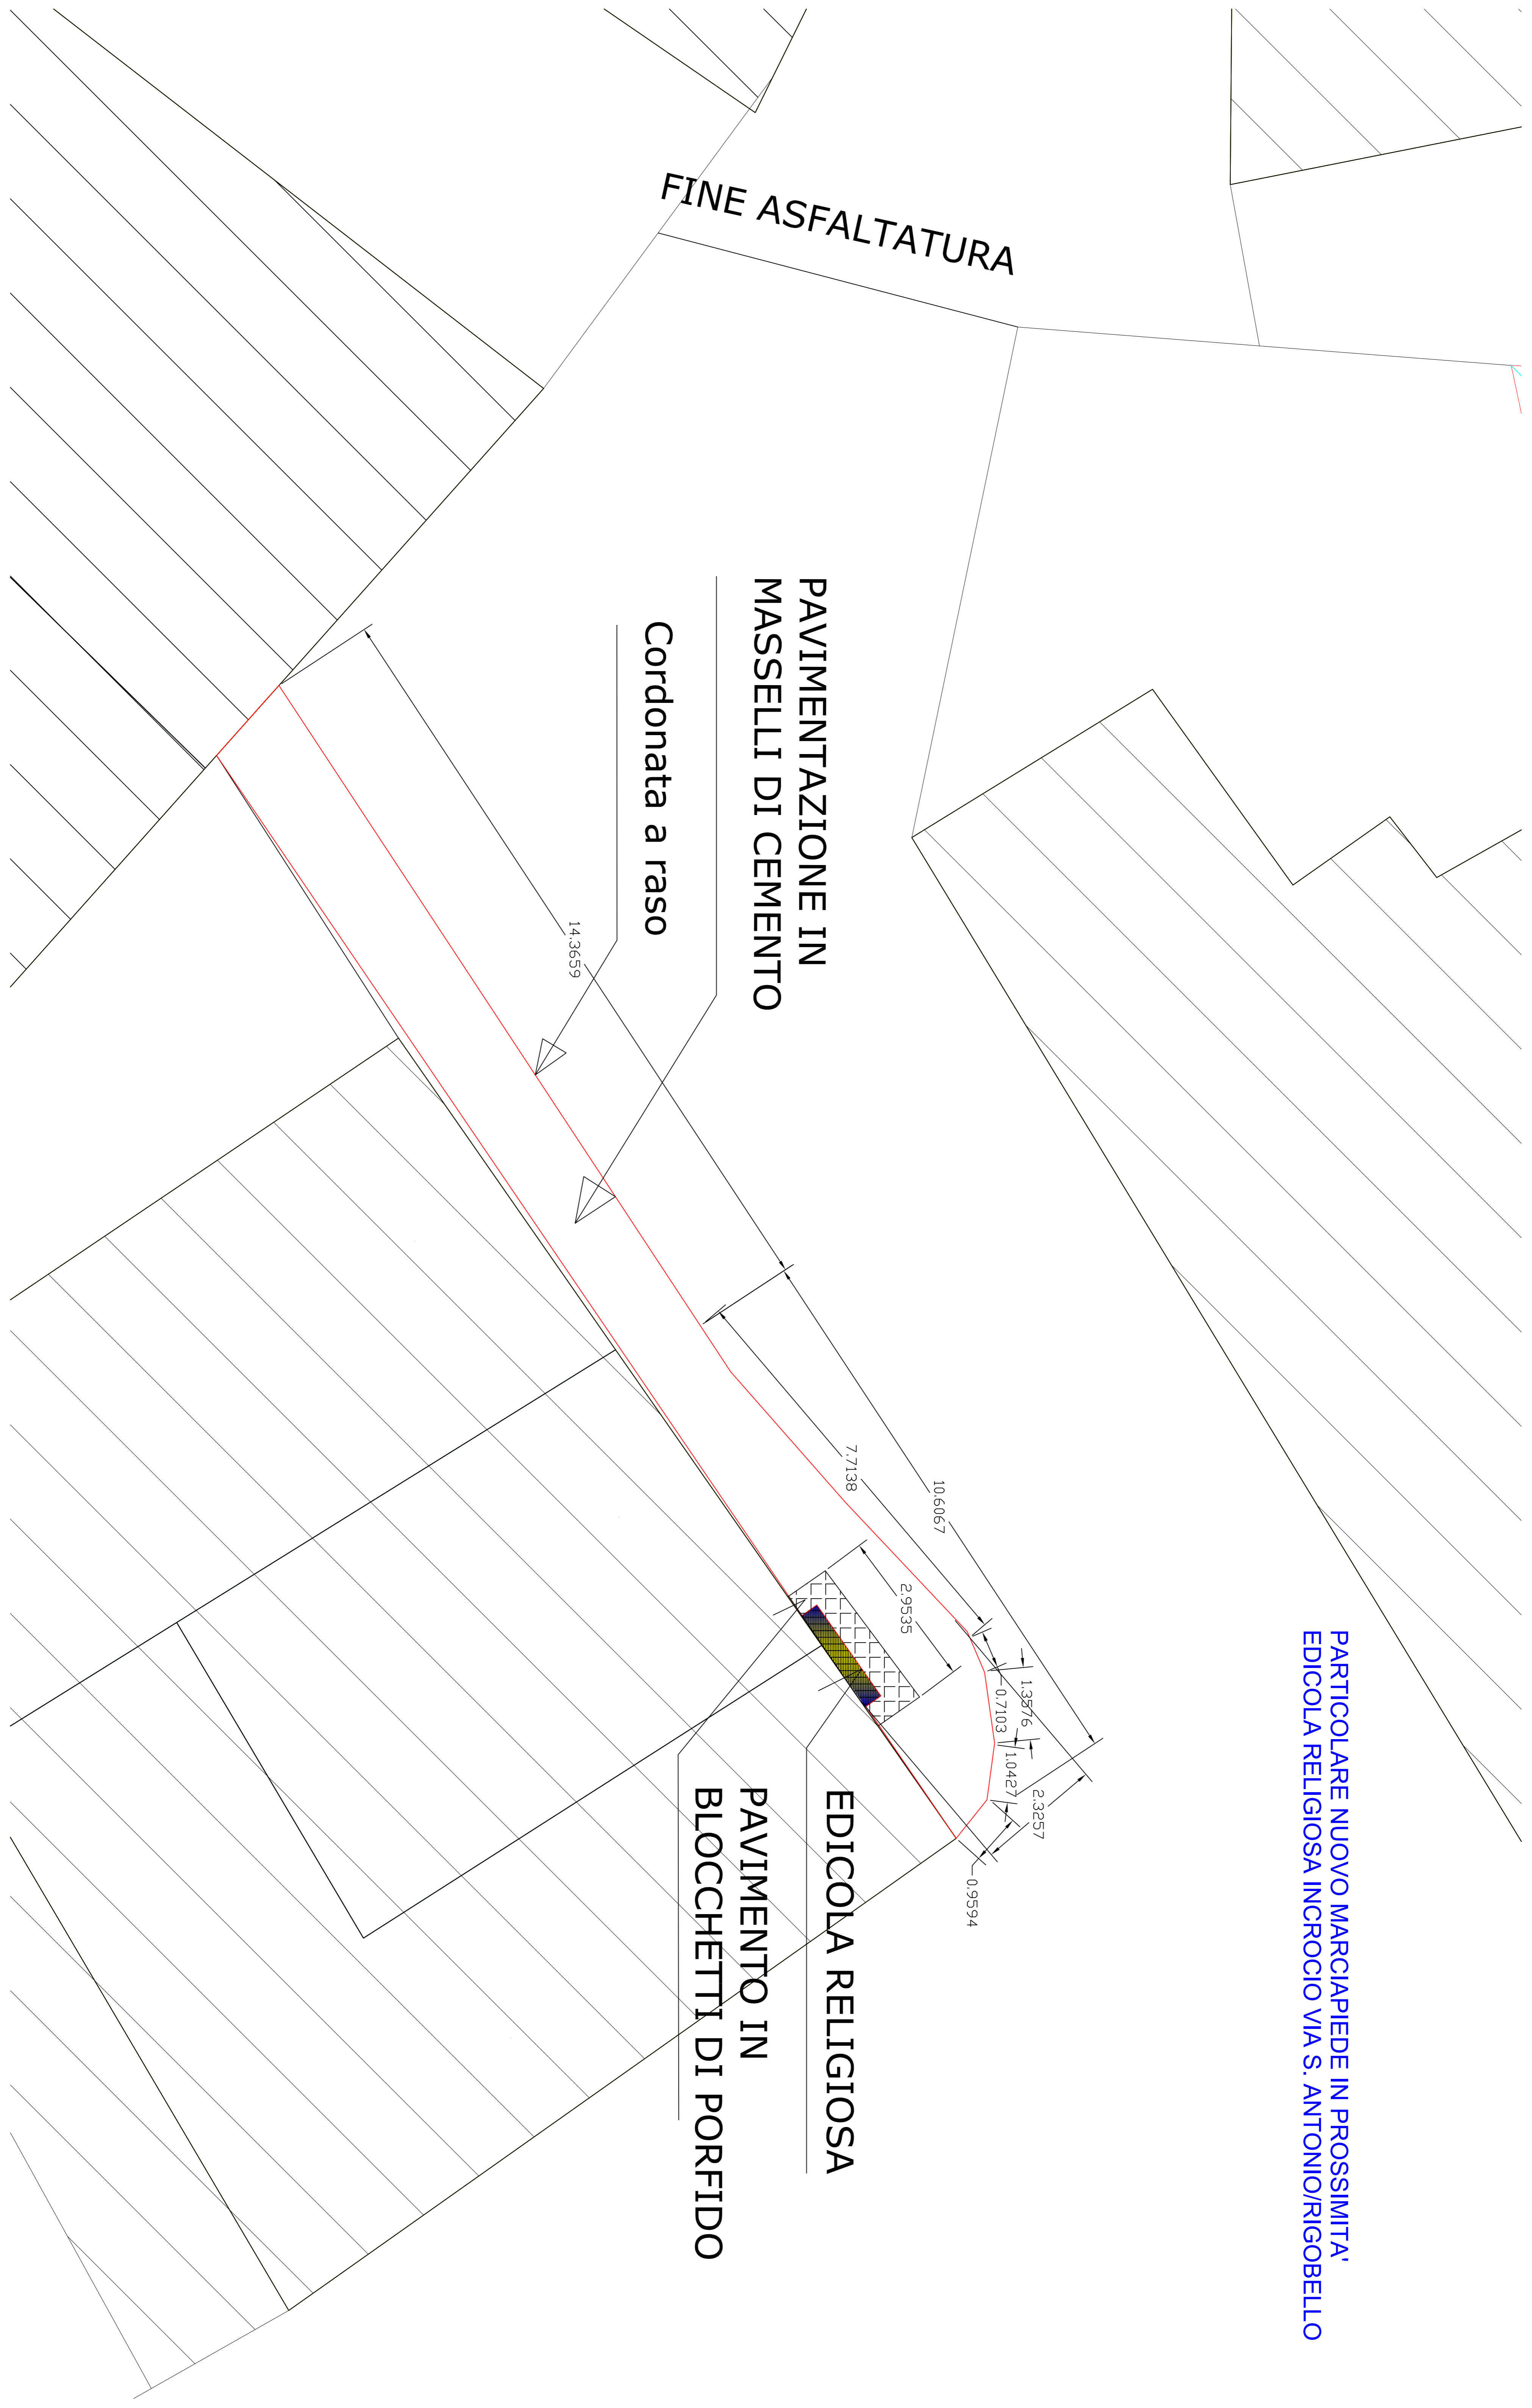 FINE ASFALTATURA
PAVIMENTAZIONE IN
MASSELLI DI CEMENTO
Cordonata a raso
14.3659
7.7138
10.6067
2.9535
1.3576
0.7103
1.0427
2.3257
0.9594
EDICOLA RELIGIOSA
PAVIMENTO IN
BLOCCHETTI DI PORFIDO
PARTICOLARE NUOVO MARCIAPIEDE IN PROSSIMITA'
EDICOLA RELIGIOSA INCROCIO VIA S. ANTONIO/RIGOBELLO